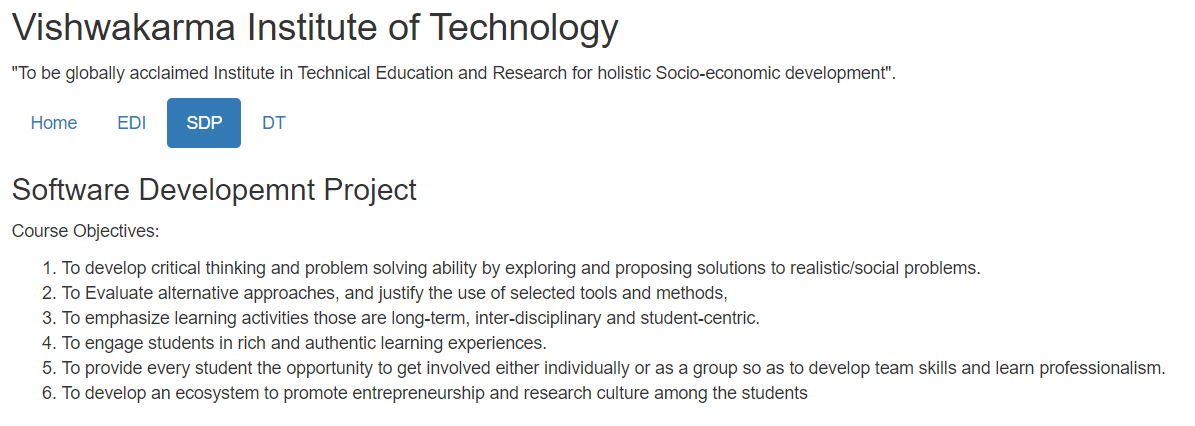 Vishwakarma Institute of Technology
"To be globally acclaimed Institute in Technical Education and Research for holistic Socio-economic development".
Home EDI SDP DT
Software Developemnt Project
Course Objectives:
1. To develop critical thinking and problem solving ability by exploring and proposing solutions to realistic/social problems.
2. To Evaluate alternative approaches, and justify the use of selected tools and methods,
3. To emphasize learning activities those are long-term, inter-disciplinary and student-centric.
4. To engage students in rich and authentic learning experiences.
5. To provide every student the opportunity to get involved either individually or as a group so as to develop team skills and learn professionalism.
6. To develop an ecosystem to promote entrepreneurship and research culture among the students